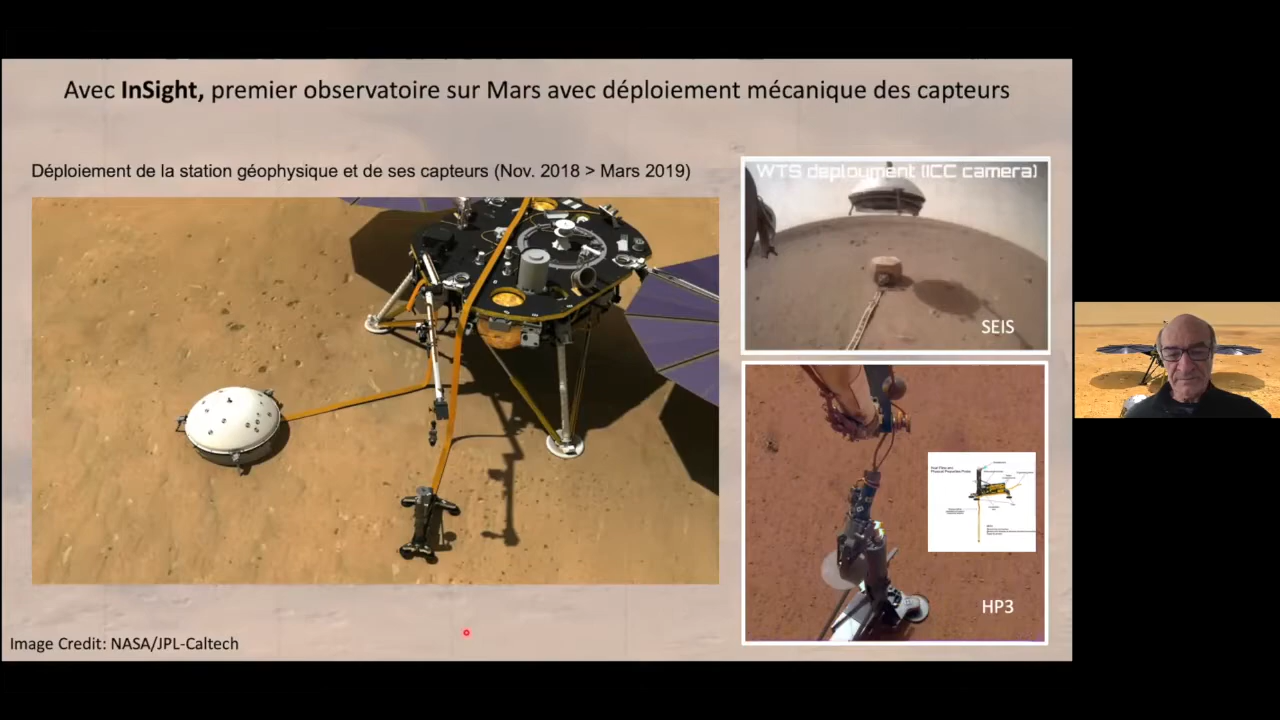 Avec InSight, premier observatoire sur Mars avec déploiement mécanique des capteurs
Déploiement de la station géophysique et de ses capteurs (Nov. 2018 > Mars 2019)
WTS deployment (ICC camera)
SEIS
HP3
Image Credit: NASA/JPL-Caltech